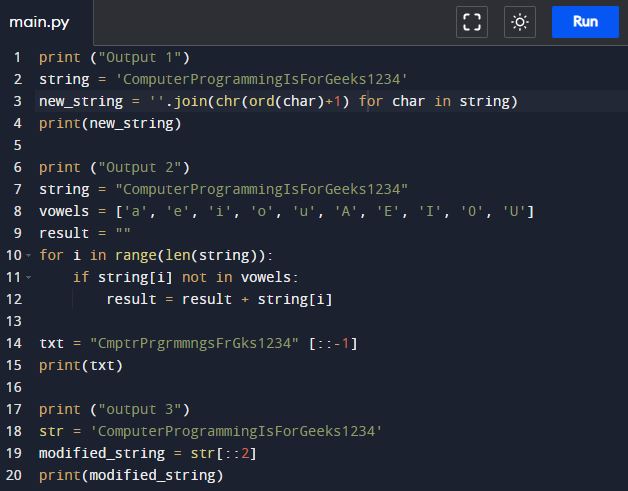 main.py
Run
1 print ("Output 1")
2 string = 'ComputerProgrammingIsForGeeks1234'
3 new_string = ''.join(chr(ord(char)+1) for char in string)
4 print(new_string)
5
6 print ("Output 2")
7 string = "ComputerProgrammingIsForGeeks1234"
8 vowels = ['a', 'e', 'i', 'o', 'u', 'A', 'E', 'I', 'O', 'U']
9 result = ""
10 for i in range(len(string)):
11     if string[i] not in vowels:
12         result = result + string[i]
13
14 txt = "CmptrPrgrmmngsFrGks1234" [::-1]
15 print(txt)
16
17 print ("output 3")
18 str = 'ComputerProgrammingIsForGeeks1234'
19 modified_string = str[::2]
20 print(modified_string)